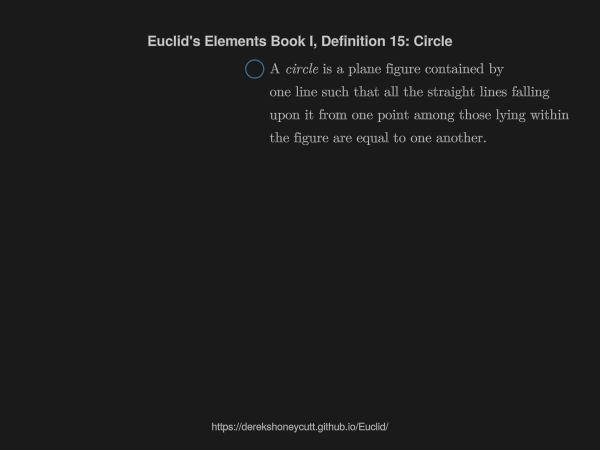 Euclid's Elements Book I, Definition 15: Circle
A circle is a plane figure contained by
one line such that all the straight lines falling
upon it from one point among those lying within
the figure are equal to one another.
https://derekshoneycutt.github.io/Euclid/